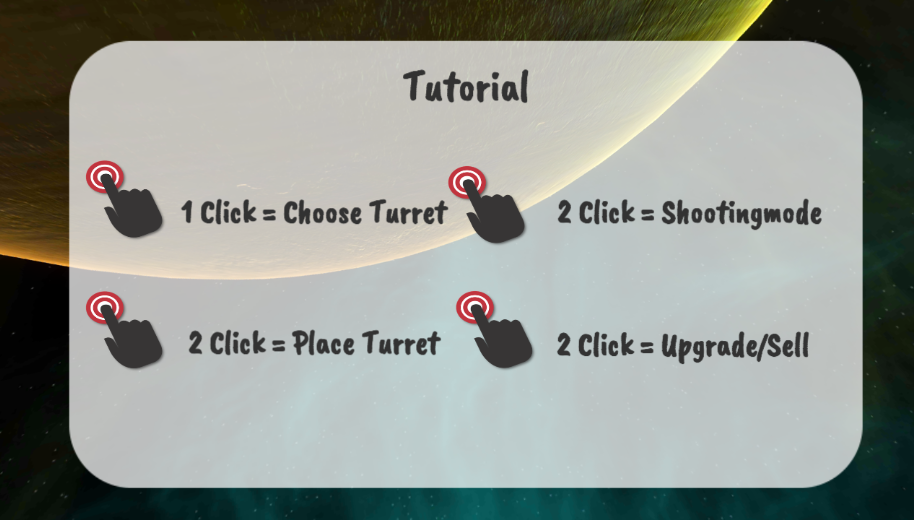 Tutorial
1 Click = Choose Turret
2 Click = Shootingmode
2 Click = Place Turret
2 Click = Upgrade/Sell